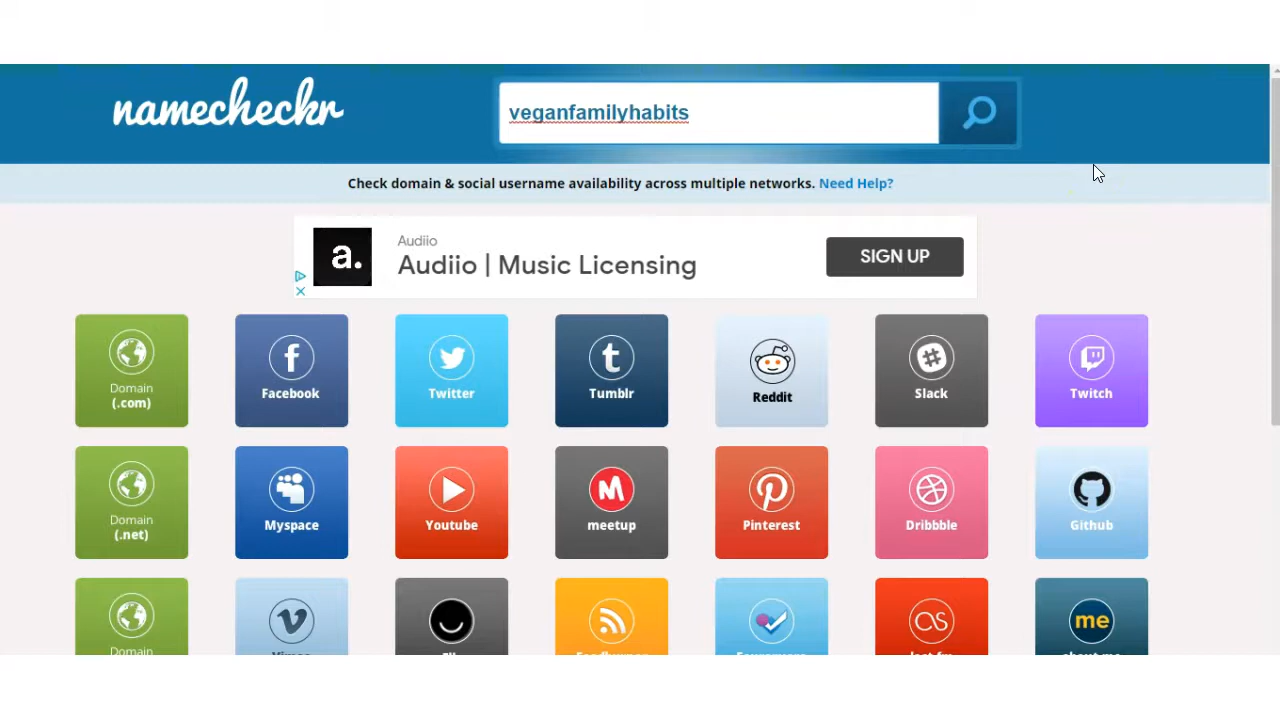 namecheckr
veganfamilyhabits
Check domain & social username availability across multiple networks. Need Help?
Audiio
a.
Audiio | Music Licensing
SIGN UP
Domain
(.com)
Facebook
Twitter
Tumblr
Reddit
Slack
Twitch
Domain
(.net)
Myspace
Youtube
meetup
Pinterest
Dribbble
Github
Domain
me